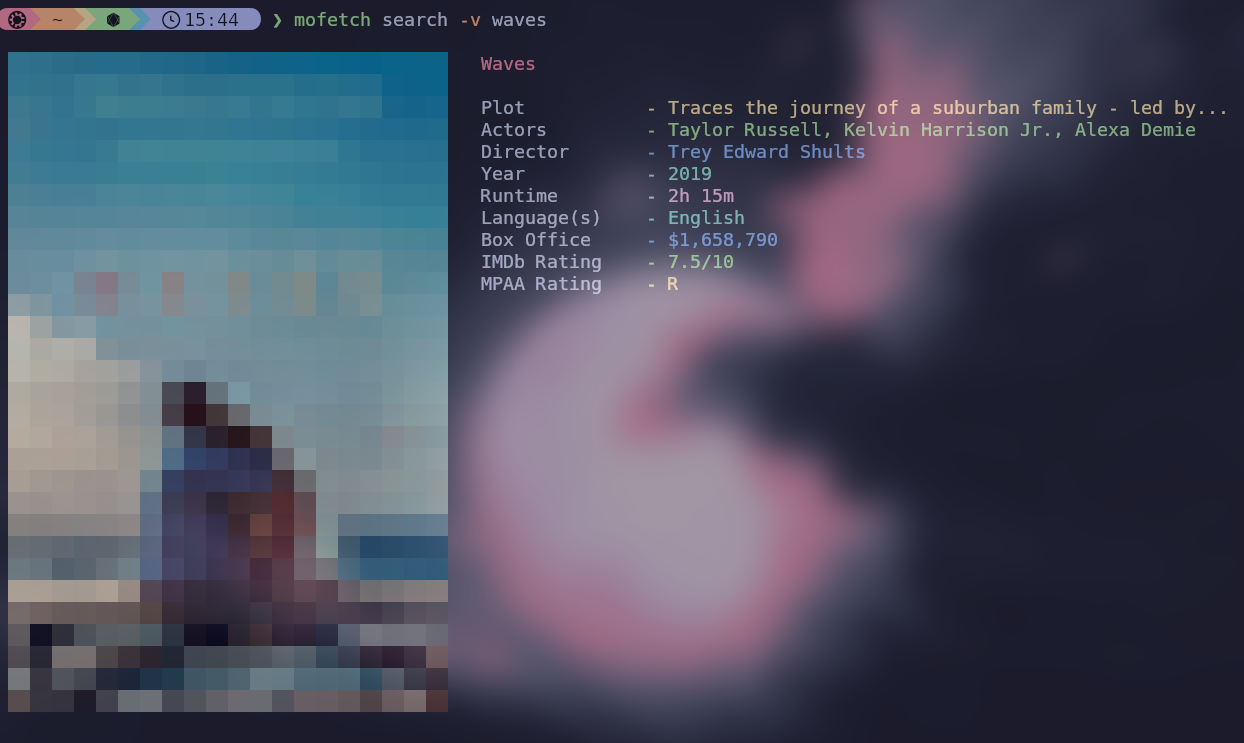 ~ 15:44 ❯ mofetch search -v waves
Waves
Plot - Traces the journey of a suburban family - led by...
Actors - Taylor Russell, Kelvin Harrison Jr., Alexa Demie
Director - Trey Edward Shults
Year - 2019
Runtime - 2h 15m
Language(s) - English
Box Office - $1,658,790
IMDb Rating - 7.5/10
MPAA Rating - R